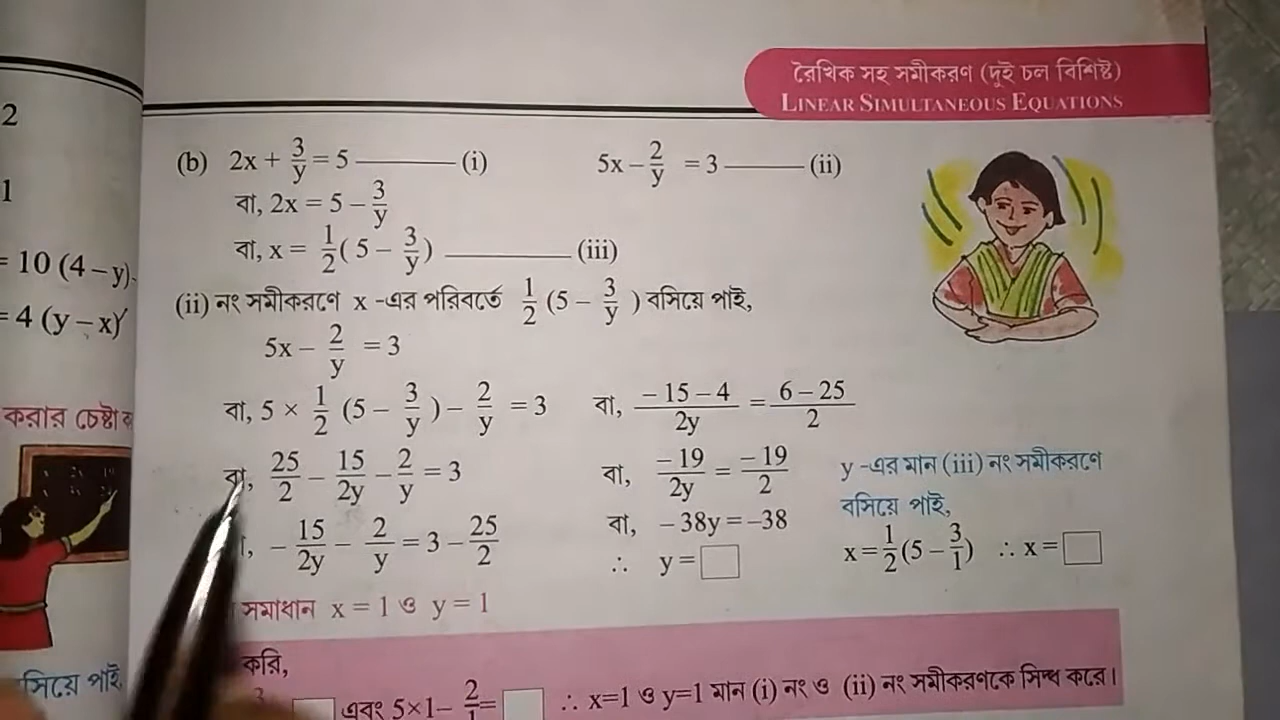 রৈখিক সহ সমীকরণ (দুই চল বিশিষ্ট)
LINEAR SIMULTANEOUS EQUATIONS
2
1
= 10 (4 – y)
= 4 (y – x)
করার চেষ্টা
সিয়ে পাই,
(b) 2x + 3/y = 5 ——— (i) 5x – 2/y = 3 ——— (ii)
বা, 2x = 5 – 3/y
বা, x = 1/2 (5 – 3/y) ——— (iii)
(ii) নং সমীকরণে x -এর পরিবর্তে 1/2 (5 – 3/y) বসিয়ে পাই,
5x – 2/y = 3
বা, 5 × 1/2 (5 – 3/y) – 2/y = 3
বা, 25/2 – 15/2y – 2/y = 3
– 15/2y – 2/y = 3 – 25/2
বা, (– 15 – 4)/2y = (6 – 25)/2
বা, –19/2y = –19/2
বা, – 38y = –38
∴ y = □
y -এর মান (iii) নং সমীকরণে
বসিয়ে পাই,
x = 1/2 (5 – 3/1) ∴ x = □
সমাধান x = 1 ও y = 1
করি,
3 □ এবং 5×1 – 2/1 = □ ∴ x=1 ও y=1 মান (i) নং ও (ii) নং সমীকরণকে সিদ্ধ করে।